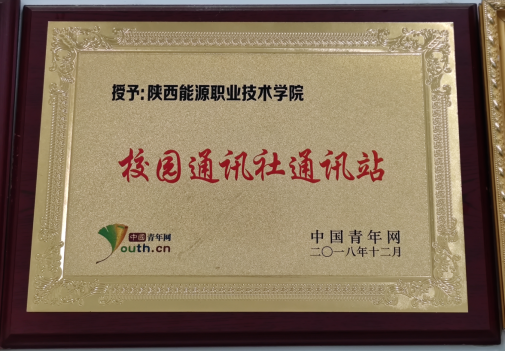 授予:陕西能源职业技术学院
校园通讯社通讯站
中國青年网
Youth.cn
中国青年网
二〇一八年十二月